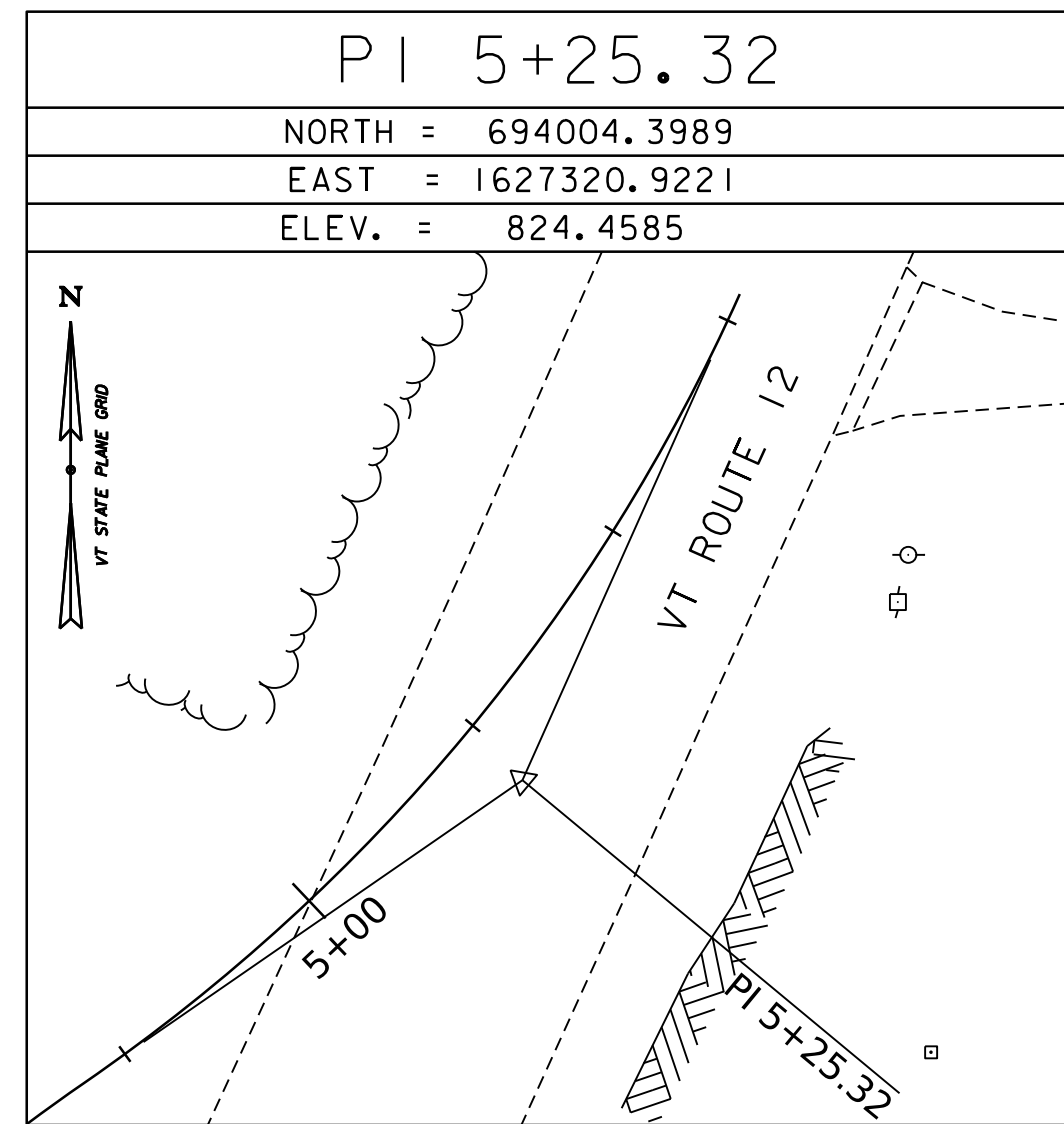 PI 5+25.32
NORTH = 694004.3989
EAST = 1627320.9221
ELEV. = 824.4585
N
VT STATE PLANE GRID
VT ROUTE 12
5+00
PI 5+25.32